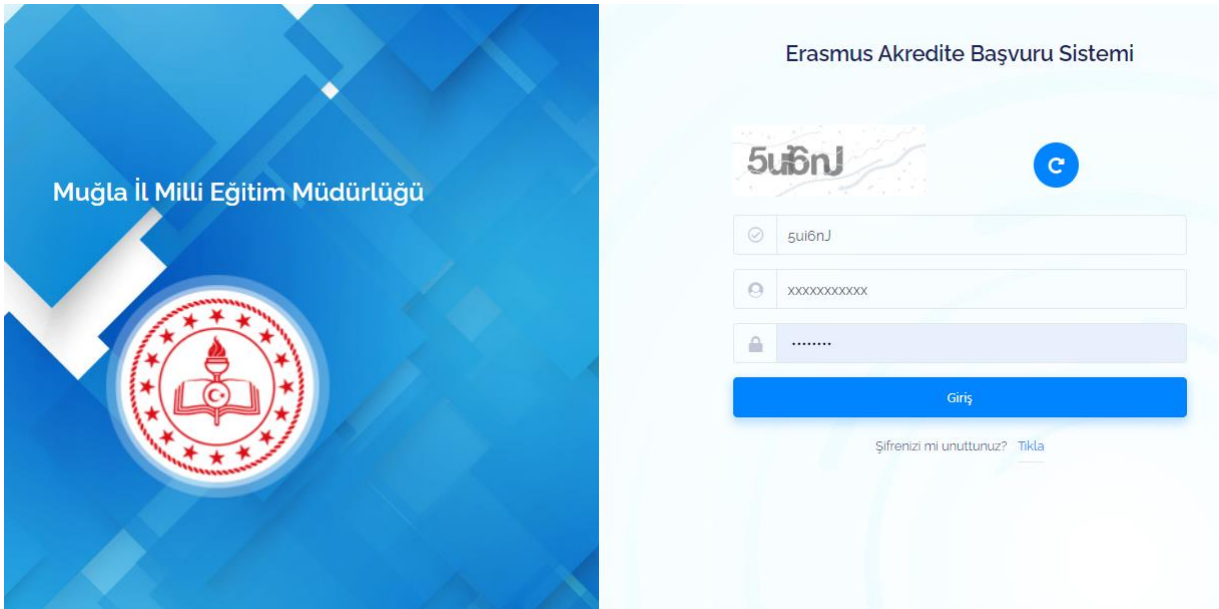 Muğla İl Milli Eğitim Müdürlüğü
Erasmus Akredite Başvuru Sistemi
5ui6nJ
5ui6nJ
xxxxxxxxxxx
••••••••
Giriş
Şifrenizi mi unuttunuz? Tıkla